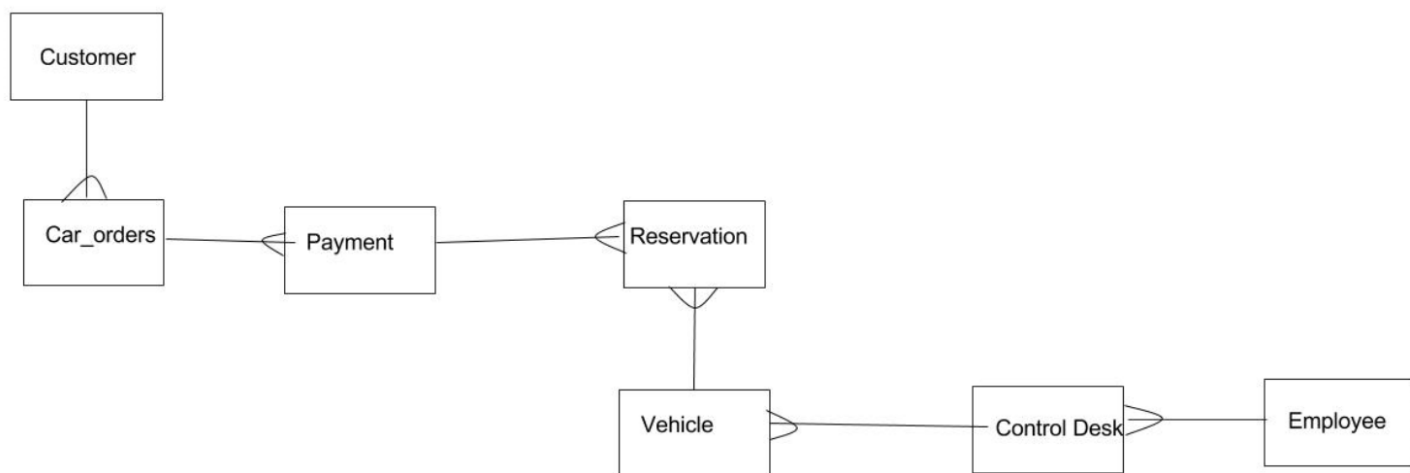 Customer
Car_orders
Payment
Reservation
Vehicle
Control Desk
Employee